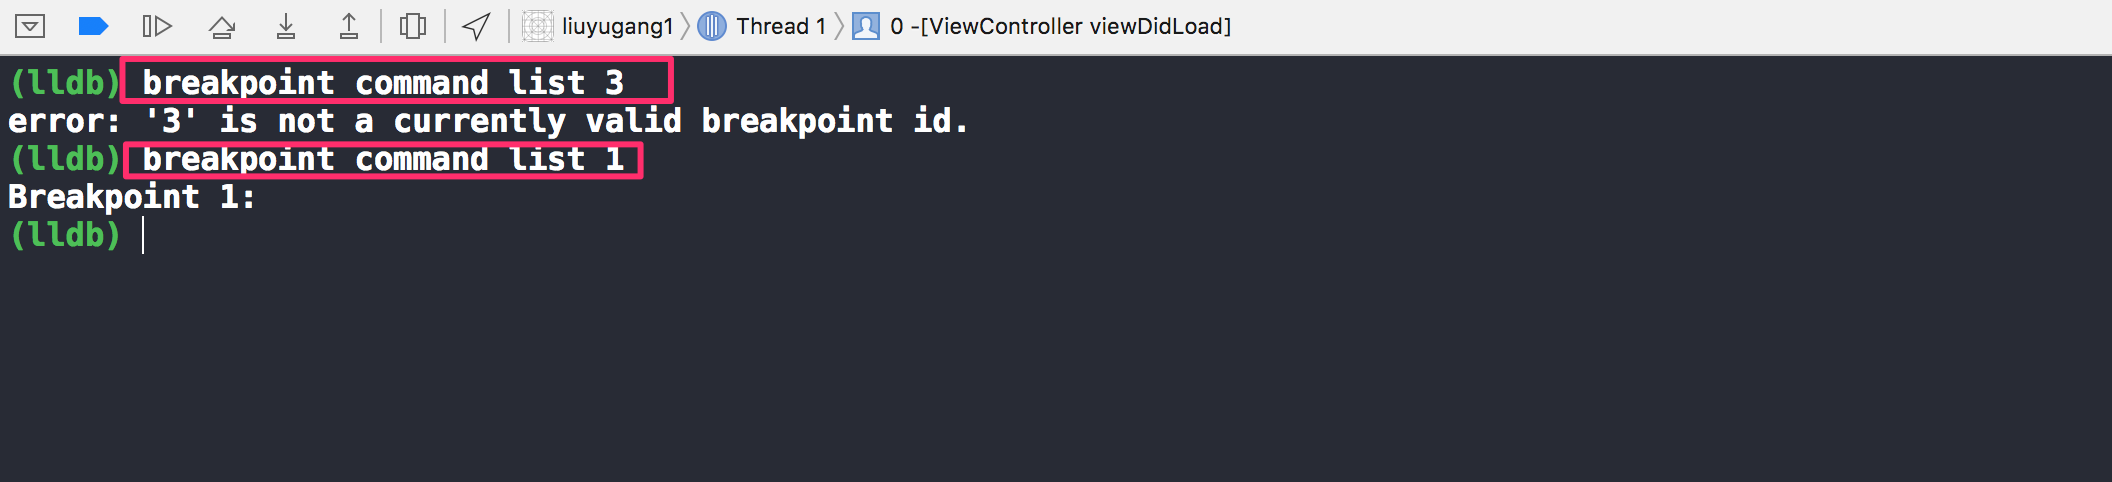 liuyugang1 Thread 1 0 -[ViewController viewDidLoad]
(lldb) breakpoint command list 3
error: '3' is not a currently valid breakpoint id.
(lldb) breakpoint command list 1
Breakpoint 1:
(lldb)